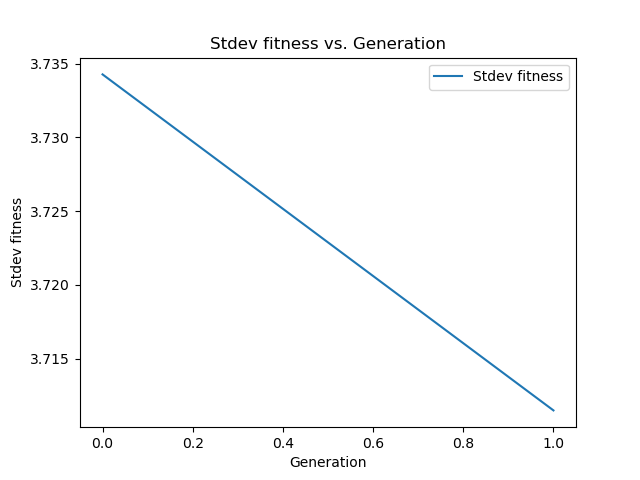 Stdev fitness vs. Generation
Stdev fitness
3.735
3.730
3.725
3.720
3.715
Stdev fitness
0.0 0.2 0.4 0.6 0.8 1.0
Generation